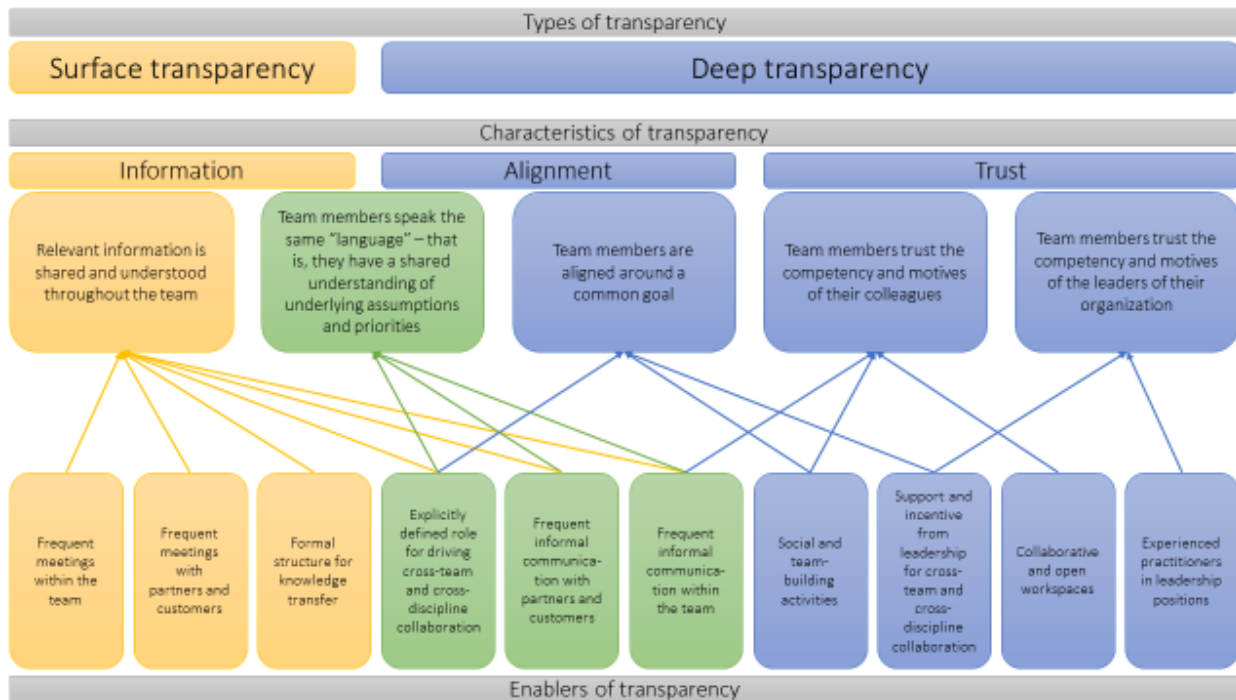 Types of transparency
Surface transparency
Deep transparency
Characteristics of transparency
Information
Alignment
Trust
Relevant information is
shared and understood
throughout the team
Team members speak the
same “language” – that
is, they have a shared
understanding of
underlying assumptions
and priorities
Team members are
aligned around a
common goal
Team members trust the
competency and motives
of their colleagues
Team members trust the
competency and motives
of the leaders of their
organization
Frequent
meetings within
the team
Frequent
meetings with
partners and
customers
Formal
structure for
knowledge
transfer
Explicitly
defined role
for driving
cross-team
and cross-
discipline
collaboration
Frequent
informal
communica-
tion with
partners and
customers
Frequent
informal
communica-
tion within
the team
Social and
team-
building
activities
Support and
incentive
from
leadership
for cross-
team and
cross-
discipline
collaboration
Collaborative
and open
workspaces
Experienced
practitioners
in leadership
positions
Enablers of transparency